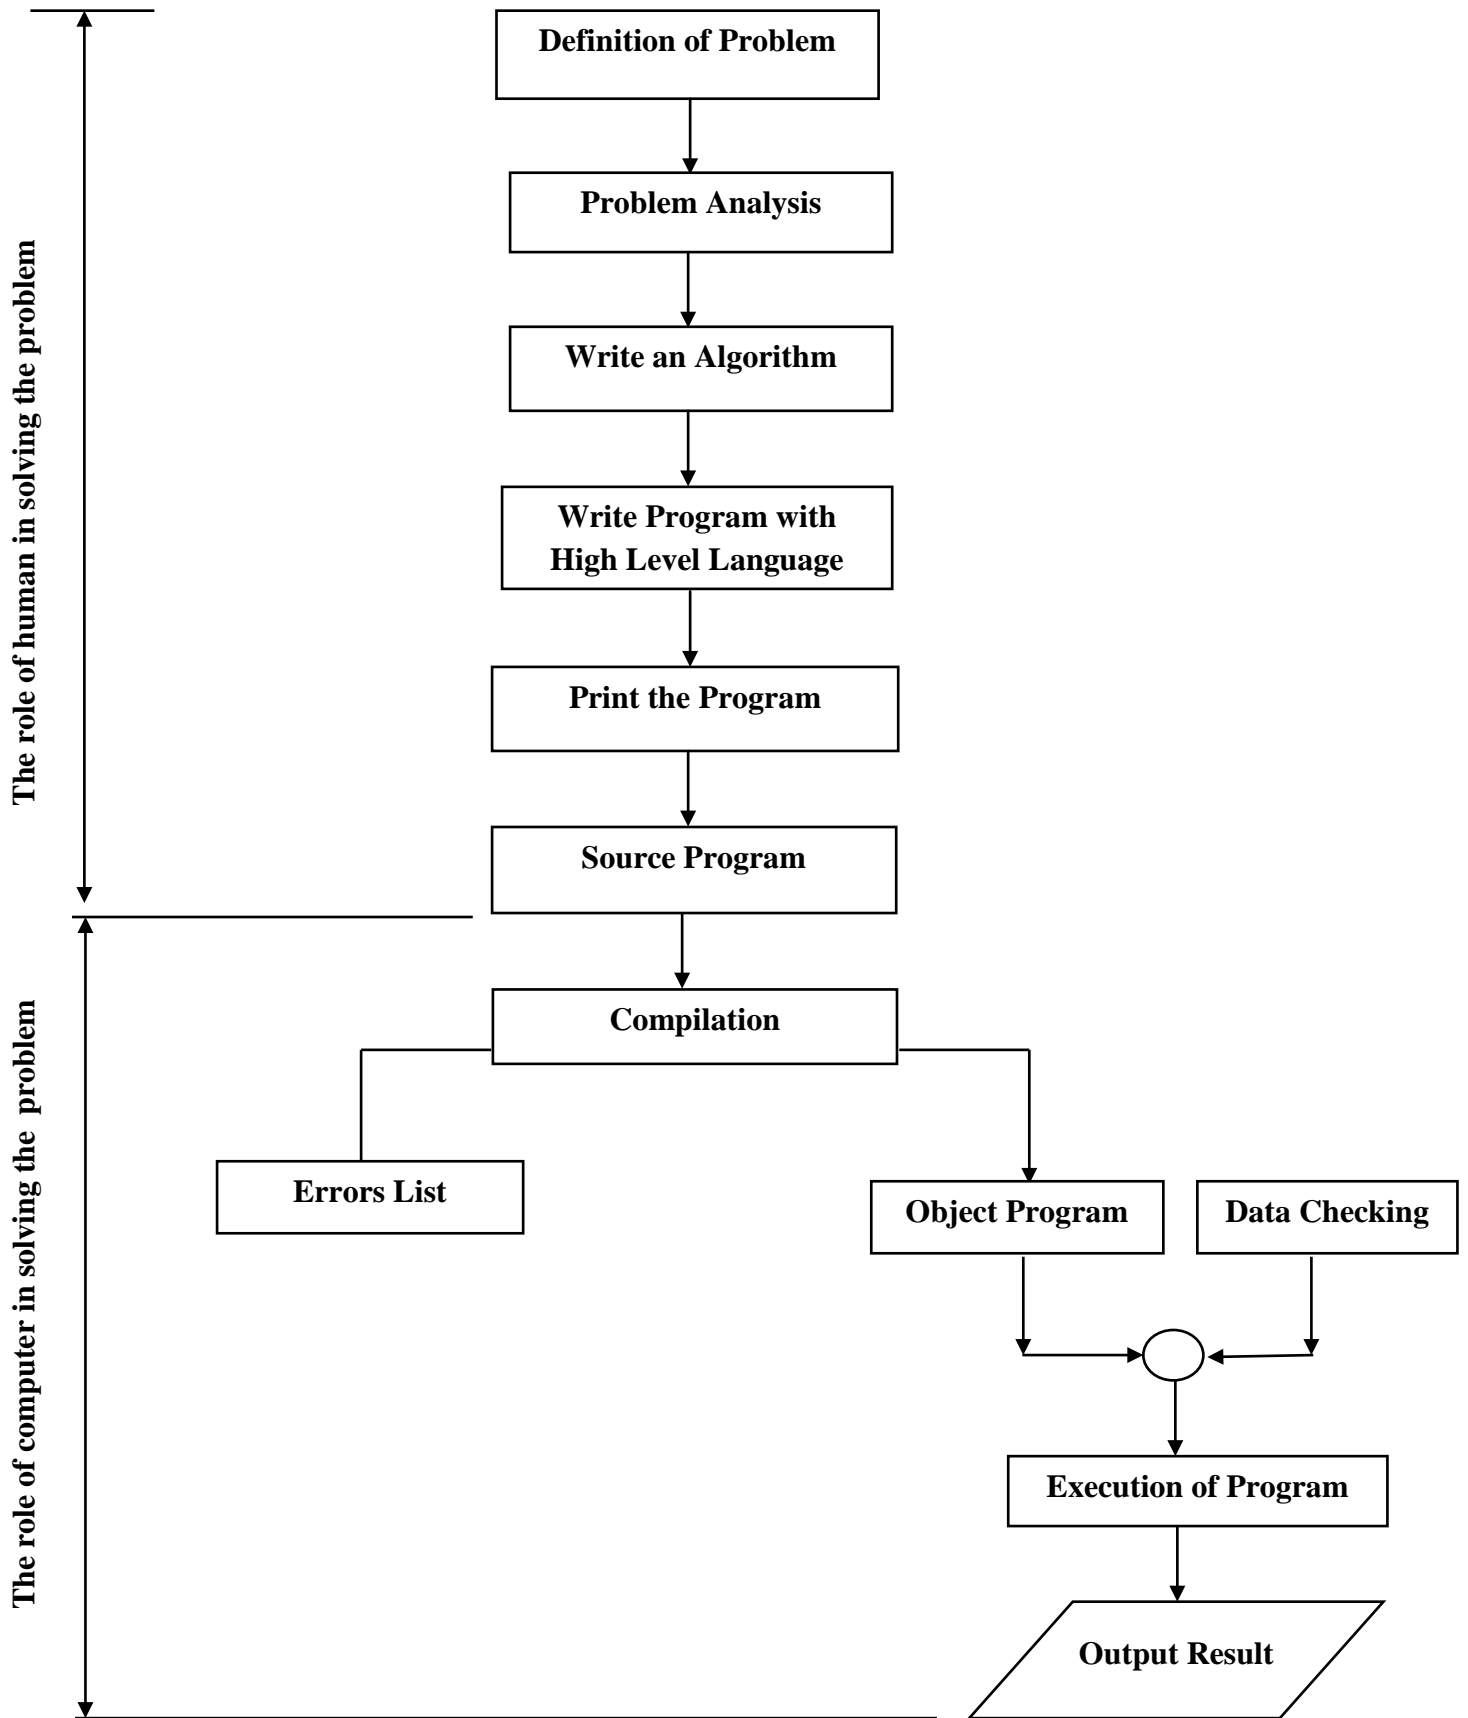 Definition of Problem
Problem Analysis
Write an Algorithm
Write Program with
High Level Language
Print the Program
Source Program
Compilation
Errors List
Object Program
Data Checking
Execution of Program
Output Result
The role of human in solving the problem
The role of computer in solving the problem